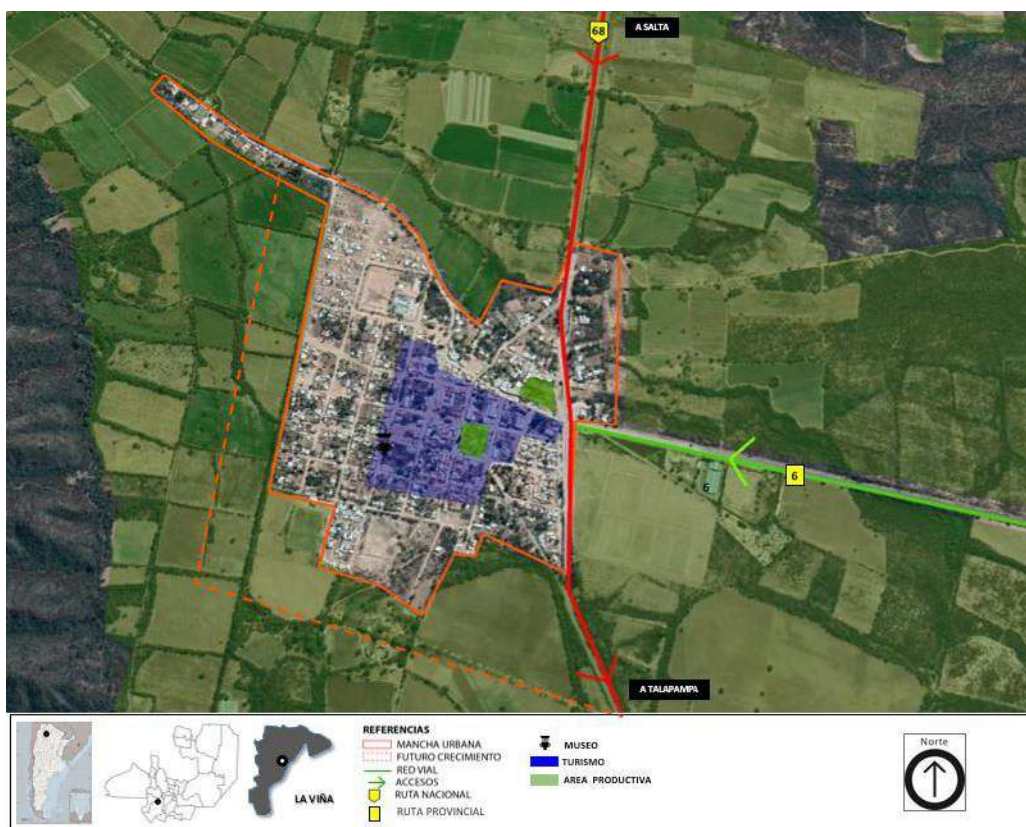 68
A SALTA
6
6
A TALAPAMPA
LA VIÑA
REFERENCIAS
MANCHA URBANA
FUTURO CRECIMIENTO
RED VIAL
ACCESOS
RUTA NACIONAL
RUTA PROVINCIAL
MUSEO
TURISMO
AREA PRODUCTIVA
Norte